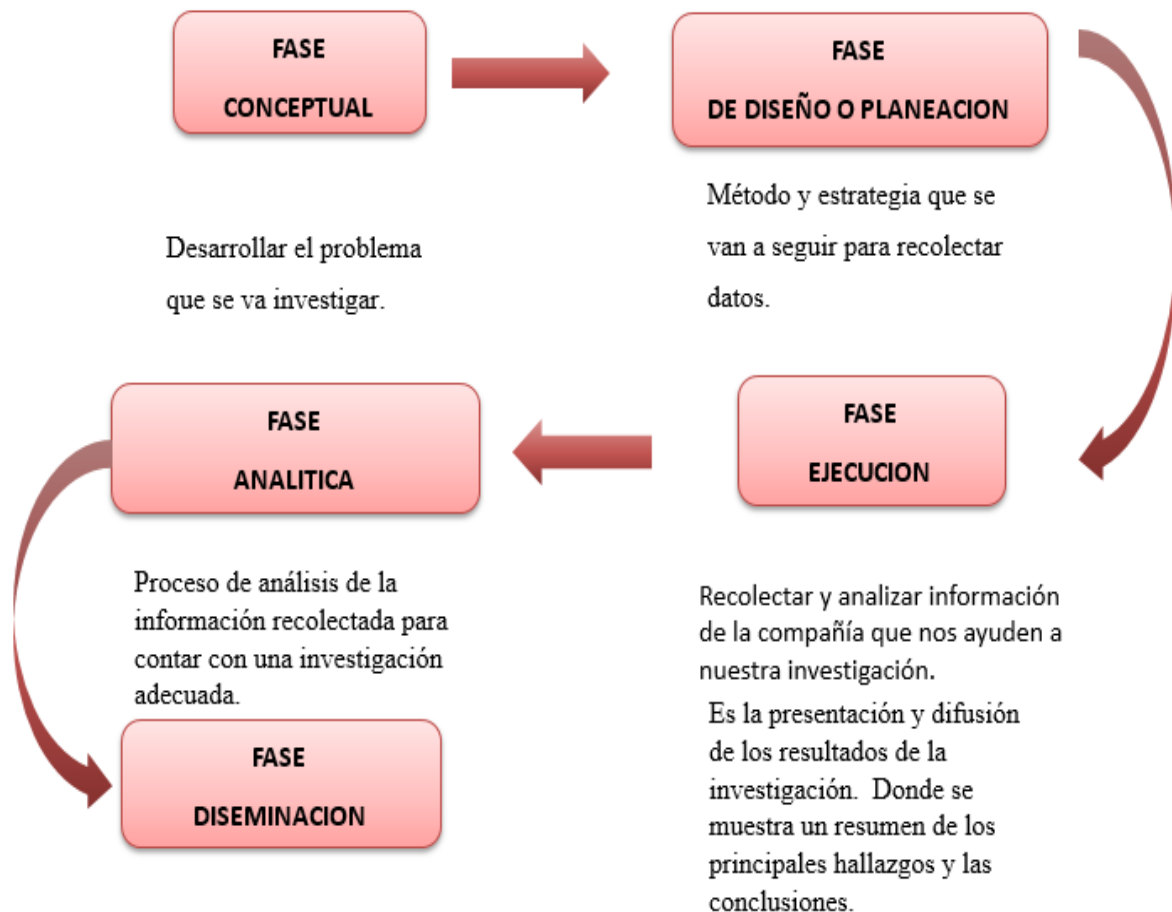 FASE
CONCEPTUAL
FASE
DE DISEÑO O PLANEACION
Desarrollar el problema
que se va investigar.
Método y estrategia que se
van a seguir para recolectar
datos.
FASE
ANALITICA
FASE
EJECUCION
Proceso de análisis de la
información recolectada para
contar con una investigación
adecuada.
Recolectar y analizar información
de la compañía que nos ayuden a
nuestra investigación.
FASE
DISEMINACION
Es la presentación y difusión
de los resultados de la
investigación.  Donde se
muestra un resumen de los
principales hallazgos y las
conclusiones.